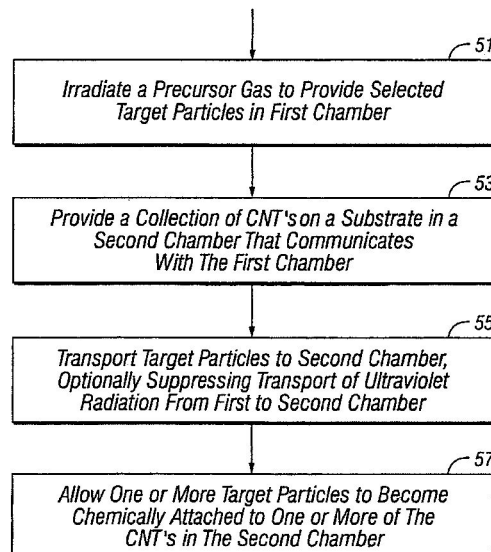 51
Irradiate a Precursor Gas to Provide Selected
Target Particles in First Chamber
53
Provide a Collection of CNT's on a Substrate in a
Second Chamber That Communicates
With The First Chamber
55
Transport Target Particles to Second Chamber,
Optionally Suppressing Transport of Ultraviolet
Radiation From First to Second Chamber
57
Allow One or More Target Particles to Become
Chemically Attached to One or More of The
CNT's in The Second Chamber